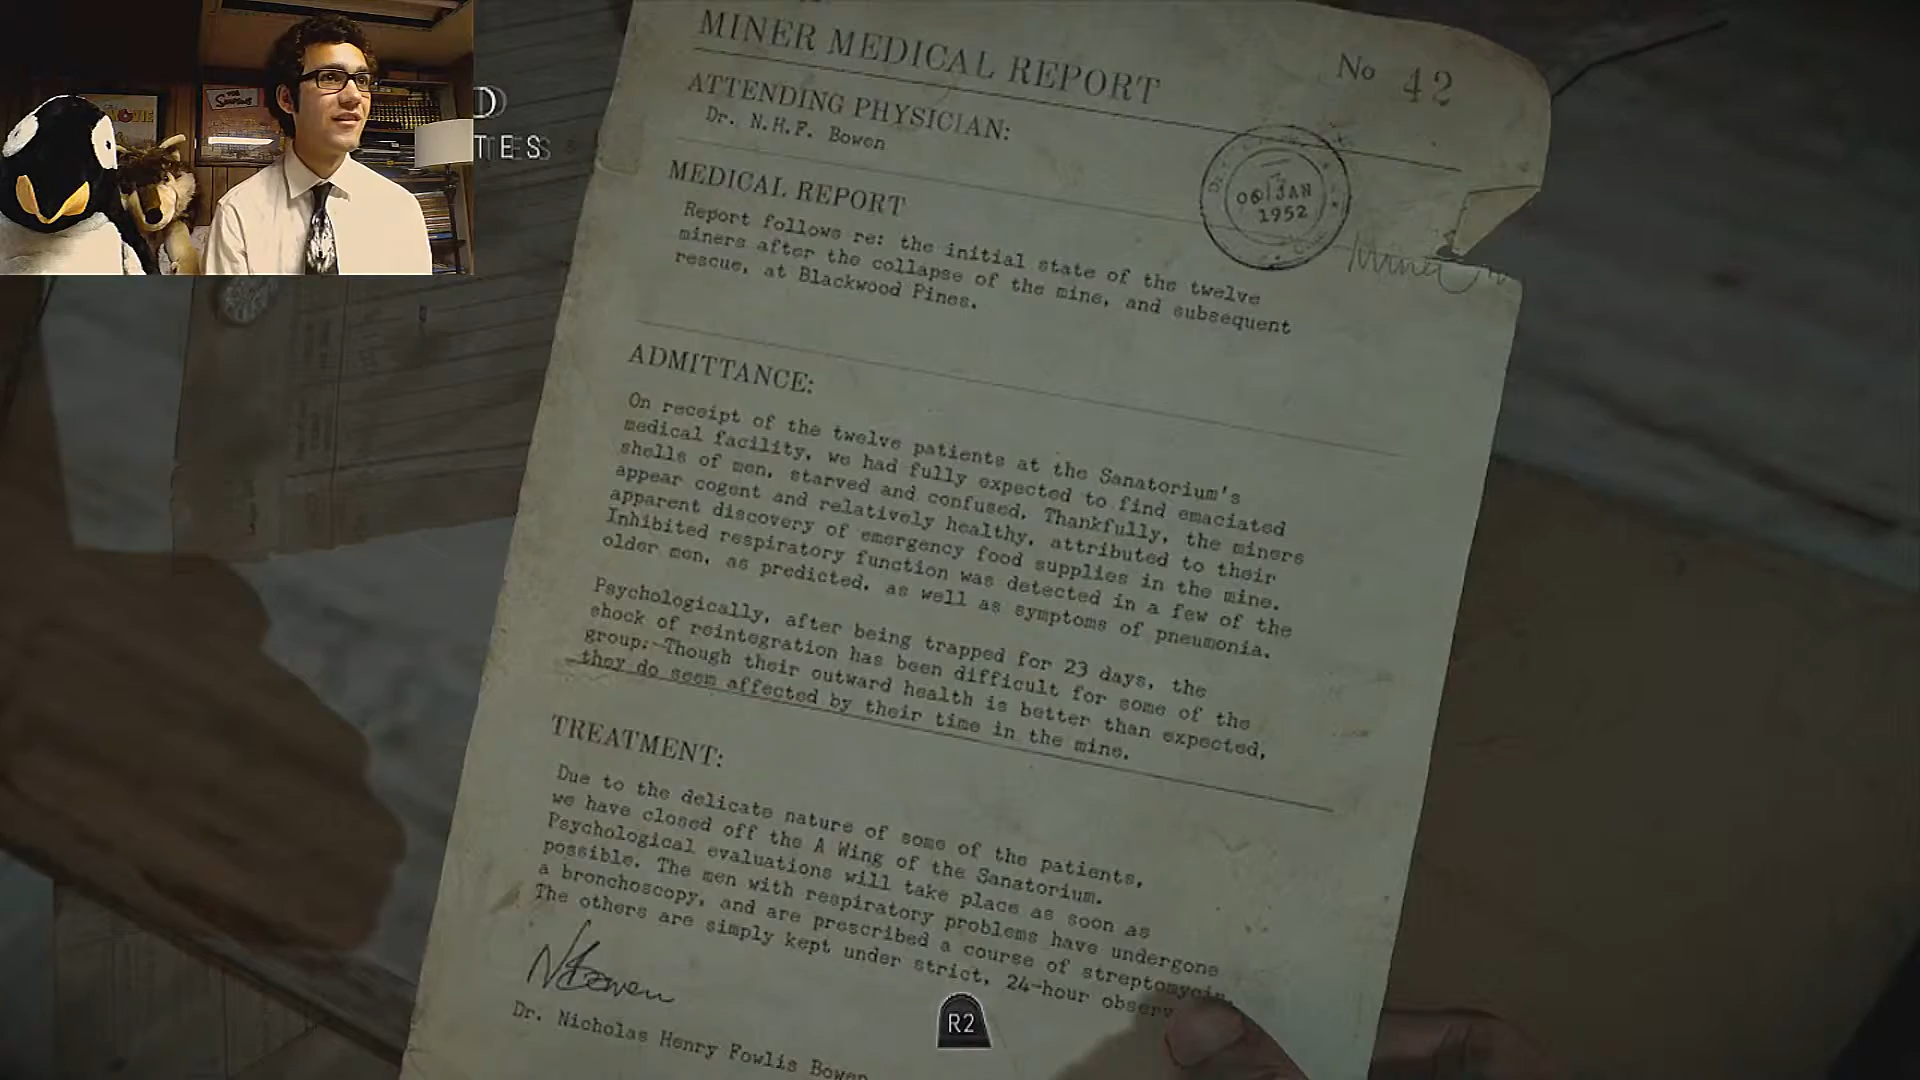 MINER MEDICAL REPORT
No 42
ATTENDING PHYSICIAN:
Dr. N.H.F. Bowen
06 JAN
1952
MEDICAL REPORT
Report follows re: the initial state of the twelve
miners after the collapse of the mine, and subsequent
rescue, at Blackwood Pines.
ADMITTANCE:
On receipt of the twelve patients at the Sanatorium's
medical facility, we had fully expected to find emaciated
shells of men, starved and confused. Thankfully, the miners
appear cogent and relatively healthy, attributed to their
apparent discovery of emergency food supplies in the mine.
Inhibited respiratory function was detected in a few of the
older men, as predicted, as well as symptoms of pneumonia.
Psychologically, after being trapped for 23 days, the
shock of reintegration has been difficult for some of the
group: Though their outward health is better than expected,
they do seem affected by their time in the mine.
TREATMENT:
Due to the delicate nature of some of the patients,
we have closed off the A Wing of the Sanatorium.
Psychological evaluations will take place as soon as
possible. The men with respiratory problems have undergone
a bronchoscopy, and are prescribed a course of streptomycin.
The others are simply kept under strict, 24-hour observ
NBowen
Dr. Nicholas Henry Fowlis Bowen
R2
D
TES
THE
SIMPSONS
MOVIE